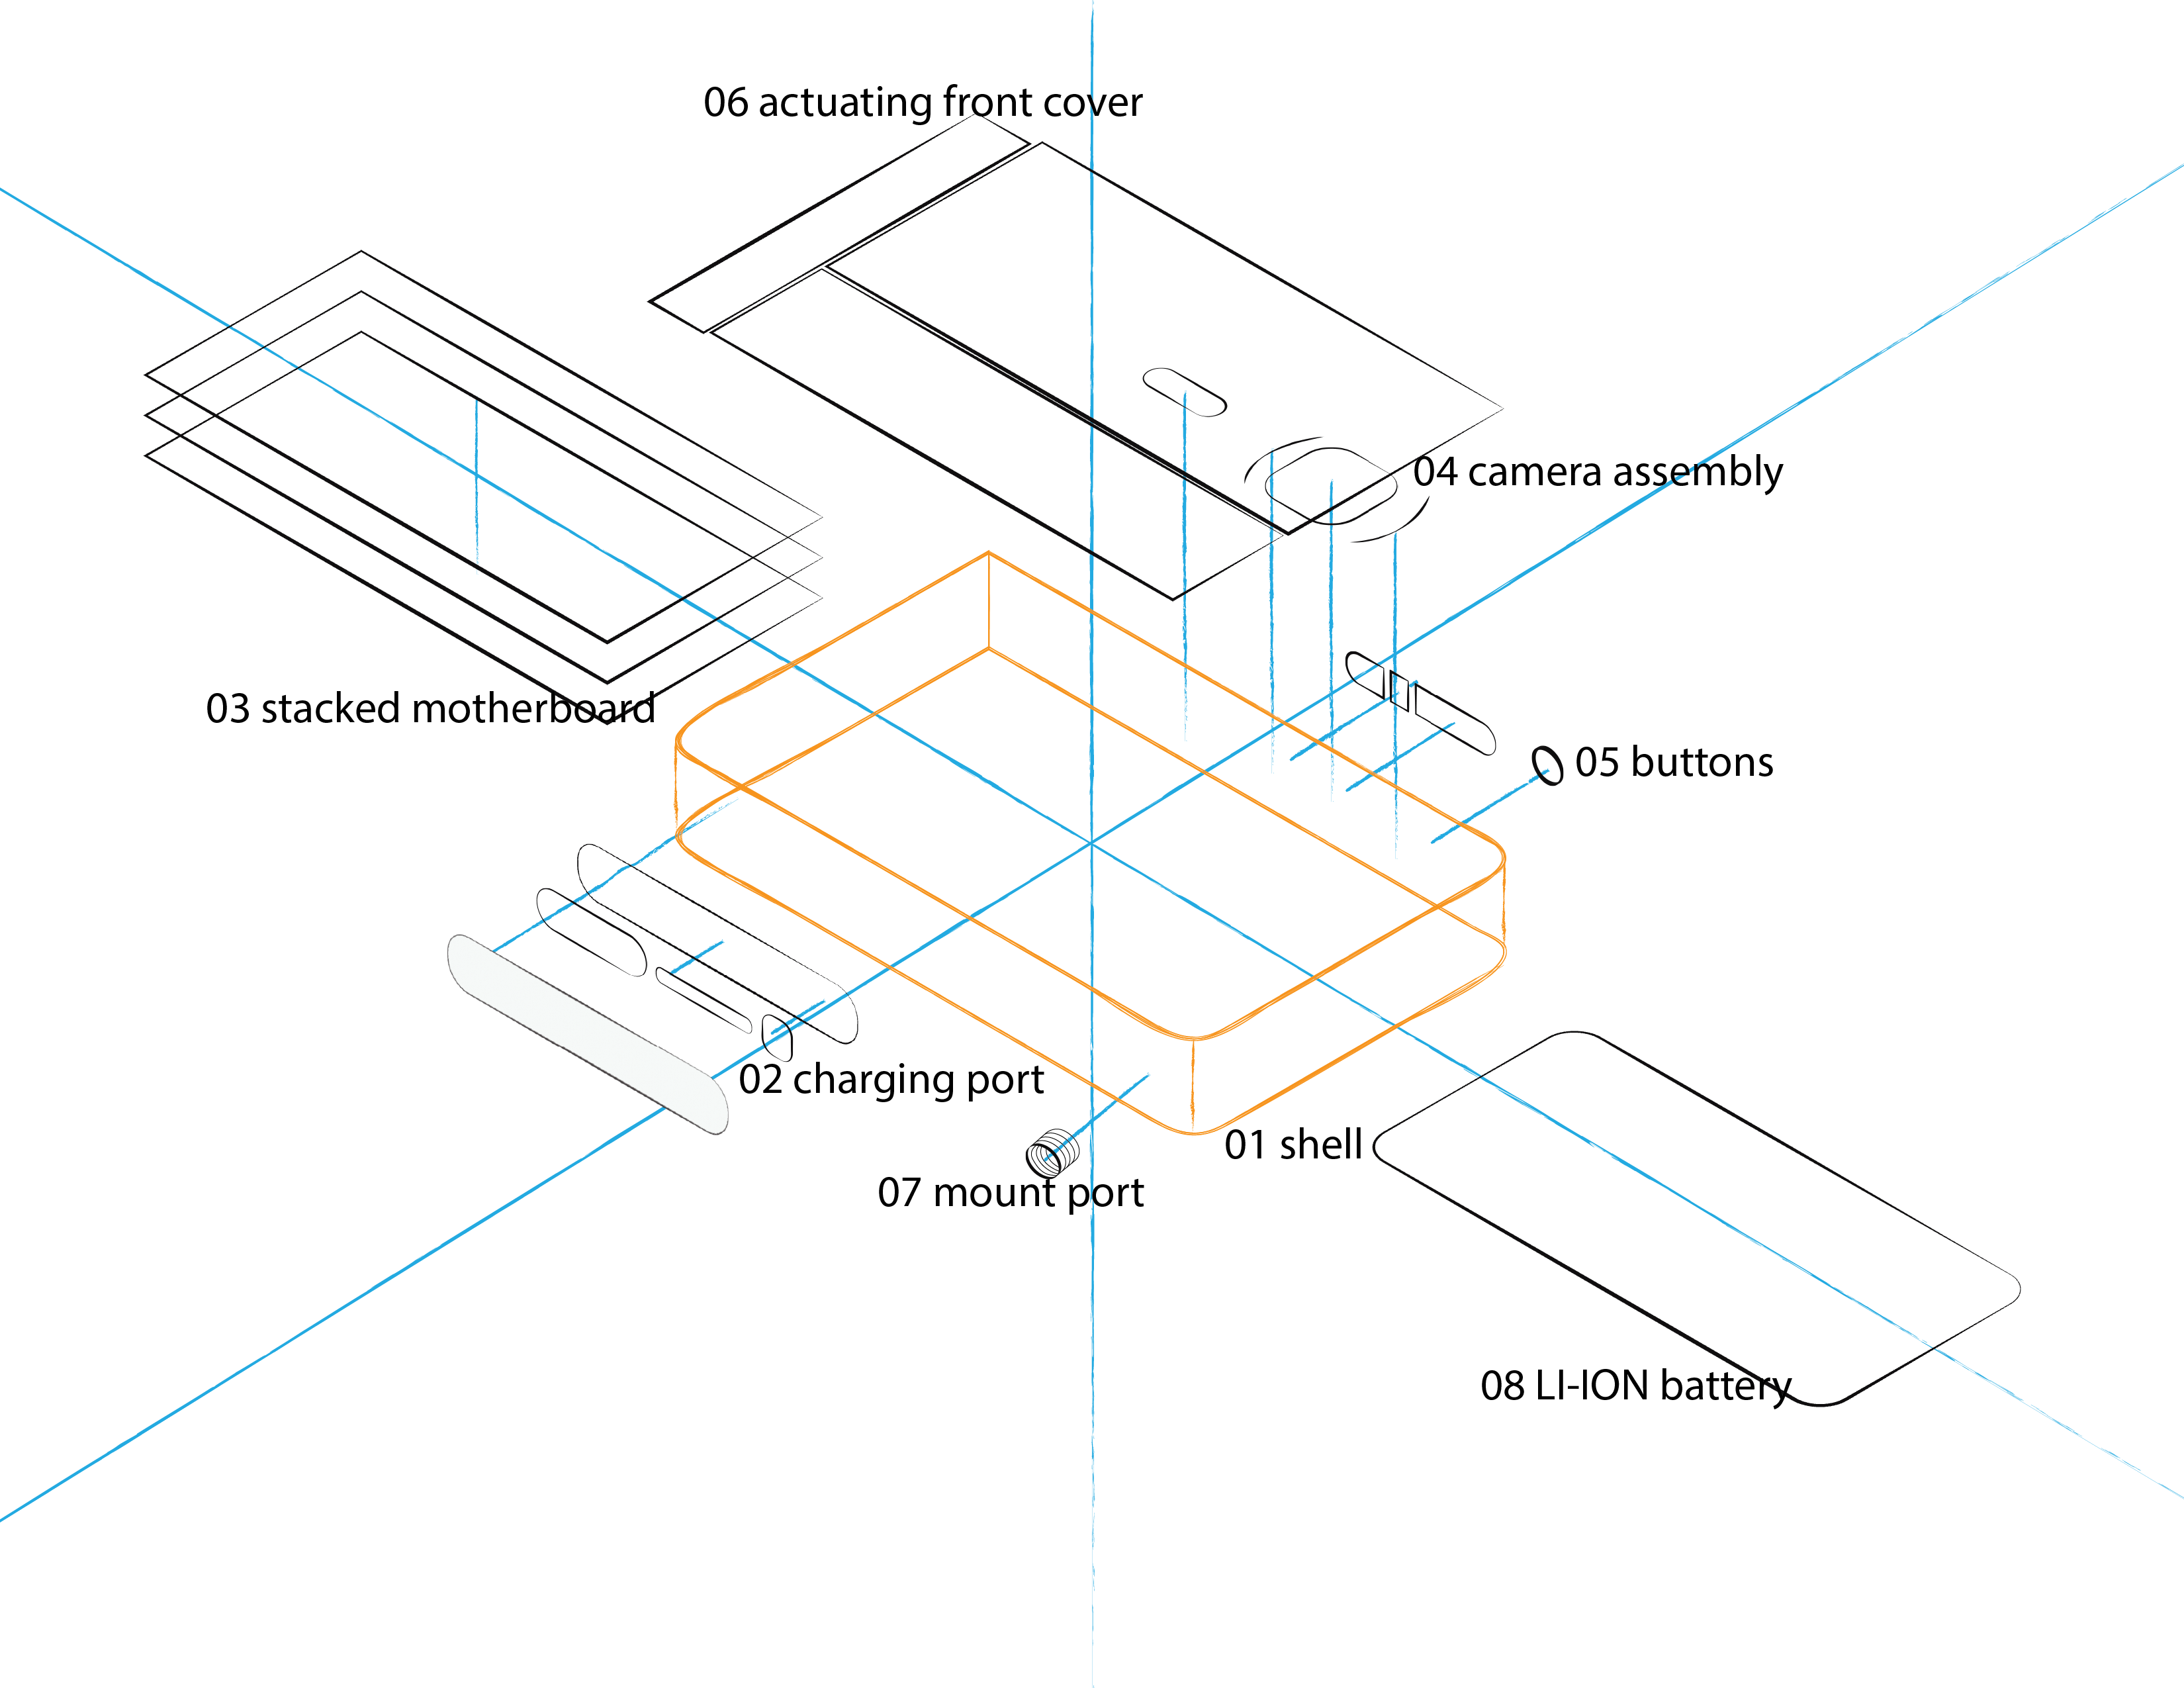 06 actuating front cover
04 camera assembly
03 stacked motherboard
05 buttons
02 charging port
01 shell
07 mount port
08 LI-ION battery